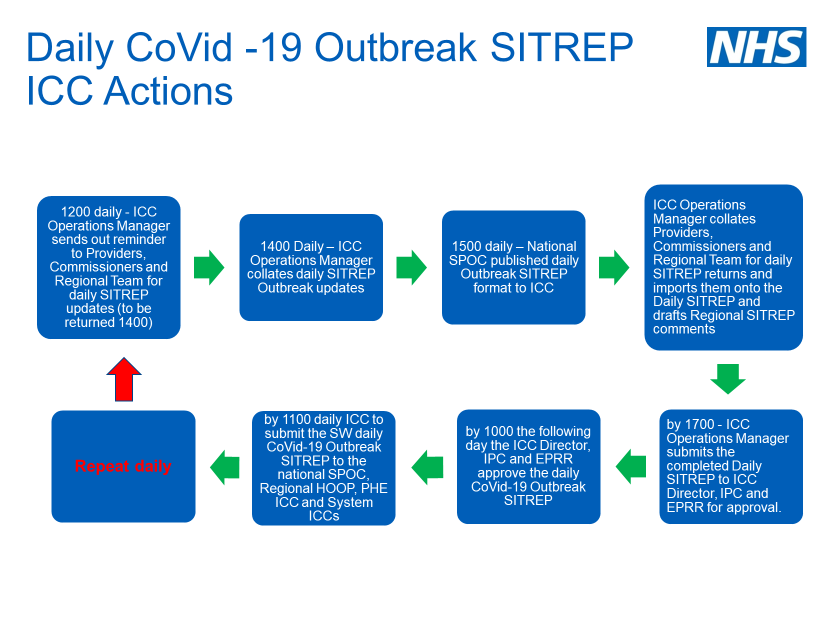 Daily CoVid -19 Outbreak SITREP
ICC Actions
NHS
1200 daily - ICC
Operations Manager
sends out reminder
to Providers,
Commissioners and
Regional Team for
daily SITREP
updates (to be
returned 1400)
1400 Daily – ICC
Operations Manager
collates daily SITREP
Outbreak updates
1500 daily – National
SPOC published daily
Outbreak SITREP
format to ICC
ICC Operations
Manager collates
Providers,
Commissioners and
Regional Team for daily
SITREP returns and
imports them onto the
Daily SITREP and
drafts Regional SITREP
comments
by 1700 - ICC
Operations Manager
submits the
completed Daily
SITREP to ICC
Director, IPC and
EPRR for approval.
by 1000 the following
day the ICC Director,
IPC and EPRR
approve the daily
CoVid-19 Outbreak
SITREP
by 1100 daily ICC to
submit the SW daily
CoVid-19 Outbreak
SITREP to the
national SPOC,
Regional HOOP, PHE
ICC and System
ICCs
Repeat daily